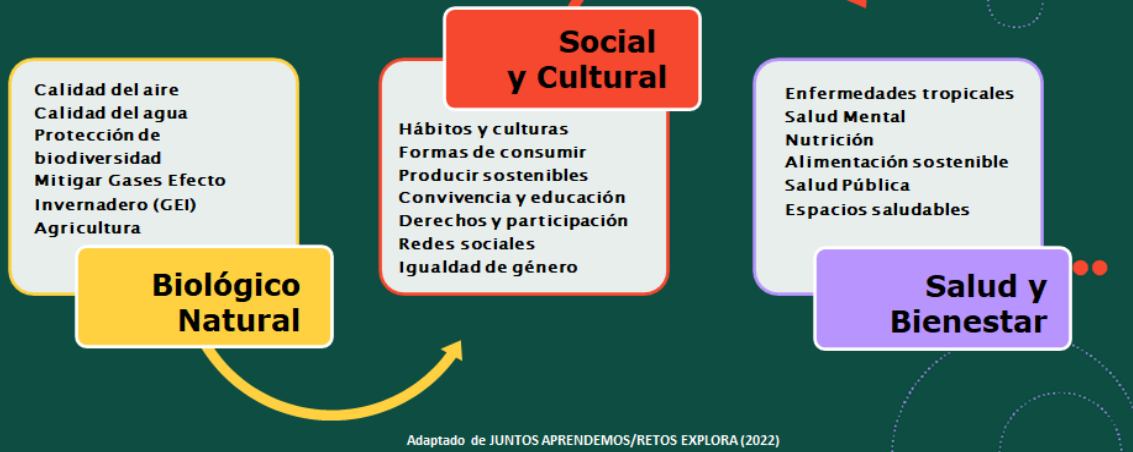 Calidad del aire
Calidad del agua
Protección de
biodiversidad
Mitigar Gases Efecto
Invernadero (GEI)
Agricultura
Biológico
Natural
Social
y Cultural
Hábitos y culturas
Formas de consumir
Producir sostenibles
Convivencia y educación
Derechos y participación
Redes sociales
Igualdad de género
Enfermedades tropicales
Salud Mental
Nutrición
Alimentación sostenible
Salud Pública
Espacios saludables
Salud y
Bienestar
Adaptado de JUNTOS APRENDEMOS/RETOS EXPLORA (2022)